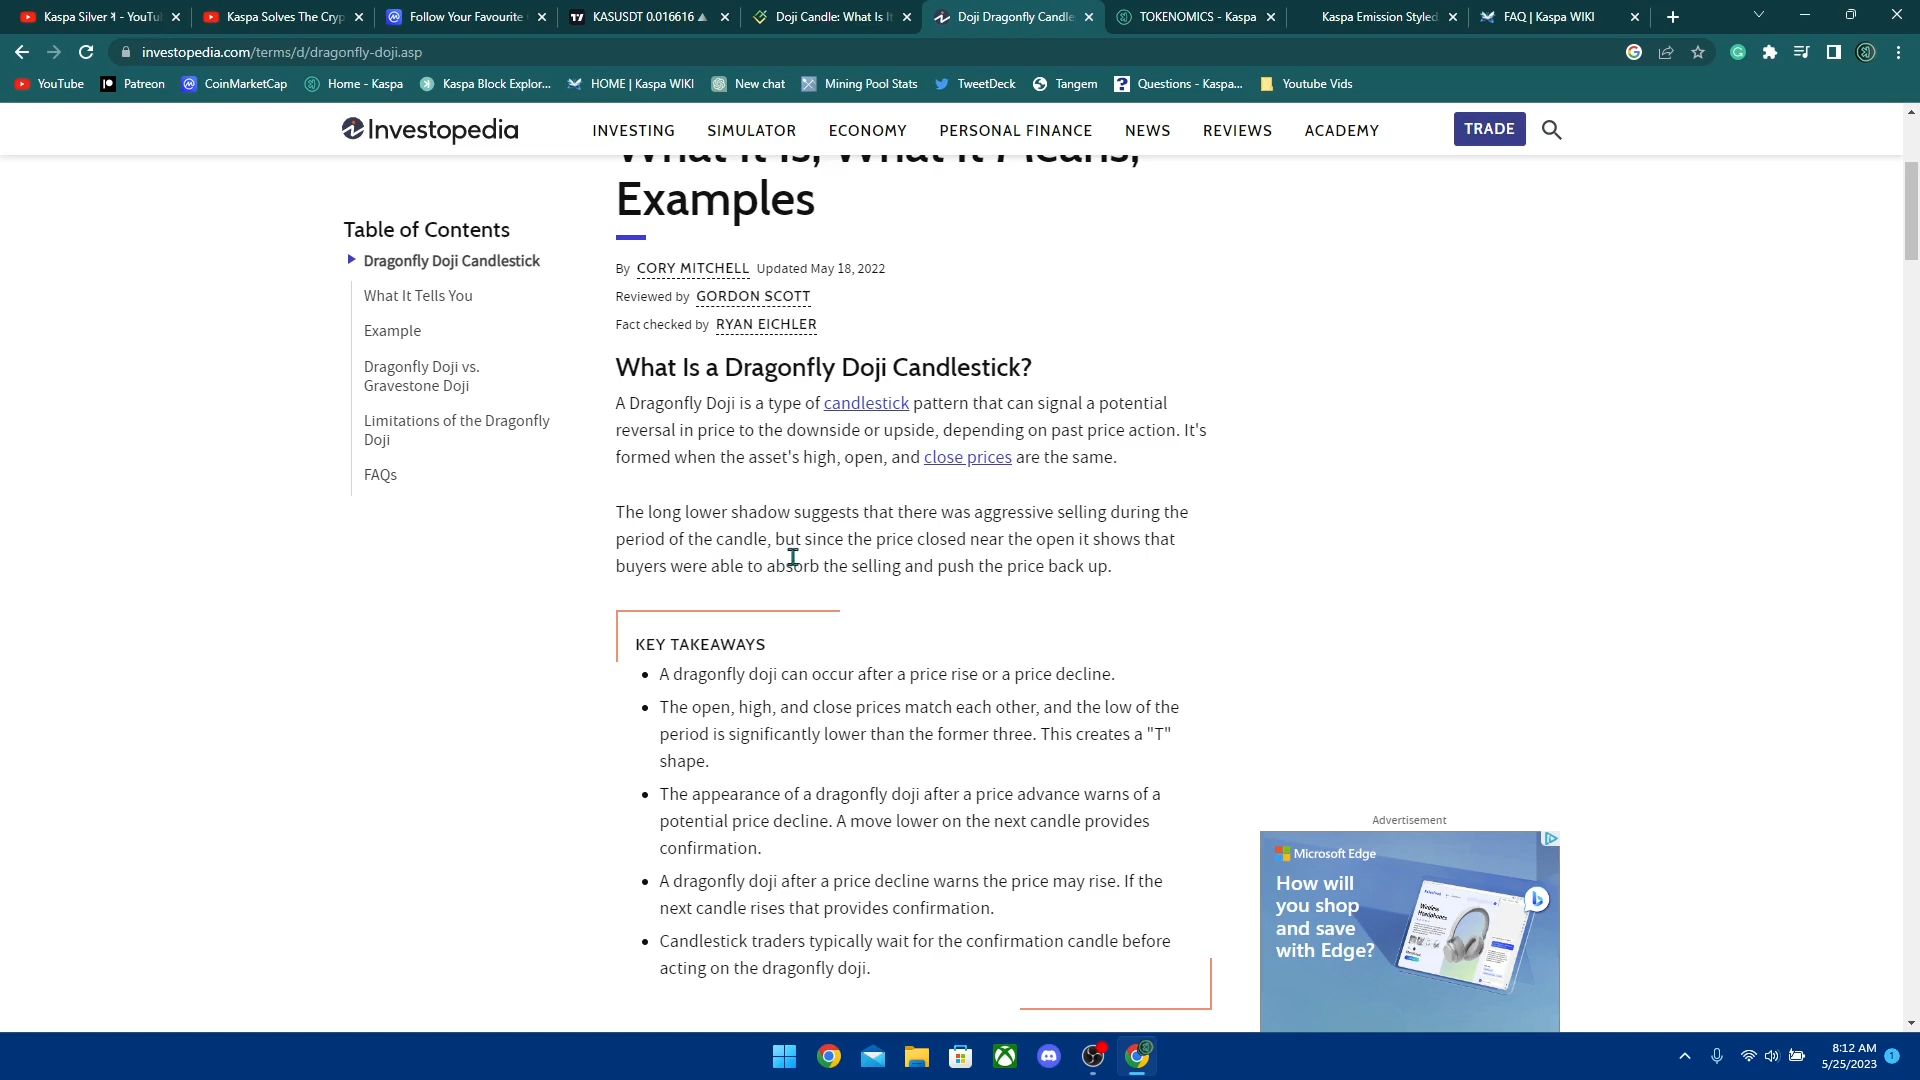 Kaspa Silver
- YouTu
Kaspa Solves The Cryp
Follow Your Favourite
KASUSDT 0.016616
Doji Candle: What Is It
Doji Dragonfly Candle
TOKENOMICS - Kaspa
Kaspa Emission Styled
FAQ | Kaspa WIKI
investopedia.com/terms/d/dragonfly-doji.asp
YouTube
Patreon
CoinMarketCap
Home - Kaspa
Kaspa Block Explor...
HOME | Kaspa WIKI
New chat
Mining Pool Stats
TweetDeck
Tangem
Questions - Kaspa...
Youtube Vids
Investopedia
INVESTING
SIMULATOR
ECONOMY
PERSONAL FINANCE
NEWS
REVIEWS
ACADEMY
TRADE
What It Is, What It Means,
Examples
Table of Contents
Dragonfly Doji Candlestick
What It Tells You
Example
Dragonfly Doji vs.
Gravestone Doji
Limitations of the Dragonfly
Doji
FAQs
By CORY MITCHELL Updated May 18, 2022
Reviewed by GORDON SCOTT
Fact checked by RYAN EICHLER
What Is a Dragonfly Doji Candlestick?
A Dragonfly Doji is a type of candlestick pattern that can signal a potential
reversal in price to the downside or upside, depending on past price action. It's
formed when the asset's high, open, and close prices are the same.
The long lower shadow suggests that there was aggressive selling during the
period of the candle, but since the price closed near the open it shows that
buyers were able to absorb the selling and push the price back up.
KEY TAKEAWAYS
A dragonfly doji can occur after a price rise or a price decline.
The open, high, and close prices match each other, and the low of the
period is significantly lower than the former three. This creates a "T"
shape.
The appearance of a dragonfly doji after a price advance warns of a
potential price decline. A move lower on the next candle provides
confirmation.
A dragonfly doji after a price decline warns the price may rise. If the
next candle rises that provides confirmation.
Candlestick traders typically wait for the confirmation candle before
acting on the dragonfly doji.
Advertisement
Microsoft Edge
How will
you shop
and save
with Edge?
Wireless
Headphones
8:12 AM
5/25/2023
1